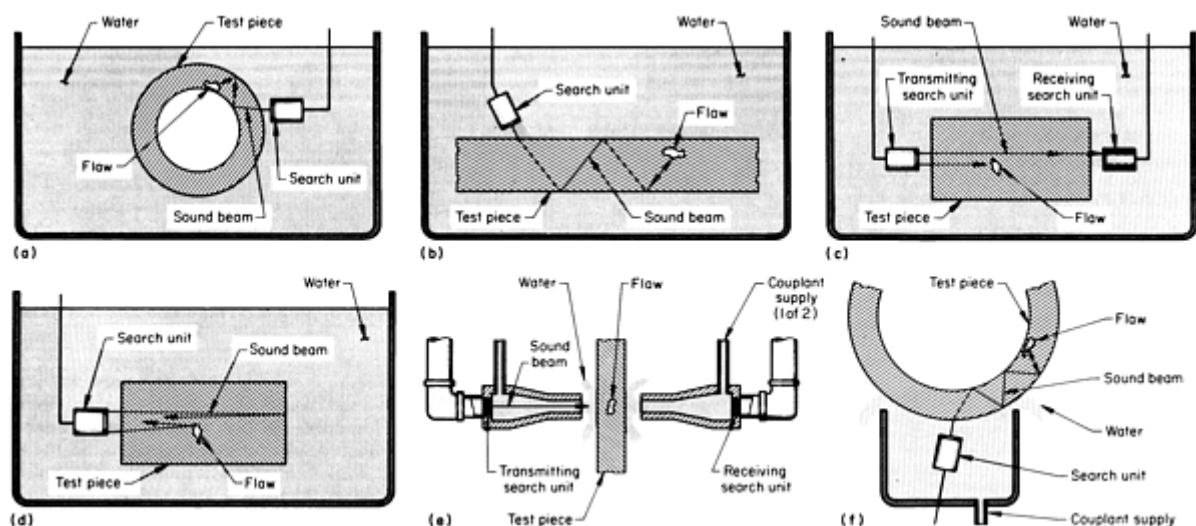 Water
Test piece
Flaw
Search unit
Sound beam
(a)
Water
Search unit
Flaw
Test piece
Sound beam
(b)
Sound beam
Water
Transmitting
search unit
Receiving
search unit
Test piece
Flaw
(c)
Water
Search unit
Sound beam
Test piece
Flaw
(d)
Water
Flaw
Couplant
supply
(1 of 2)
Sound
beam
Transmitting
search unit
Receiving
search unit
Test piece
(e)
Test piece
Flaw
Sound beam
Water
Search unit
Couplant supply
(f)